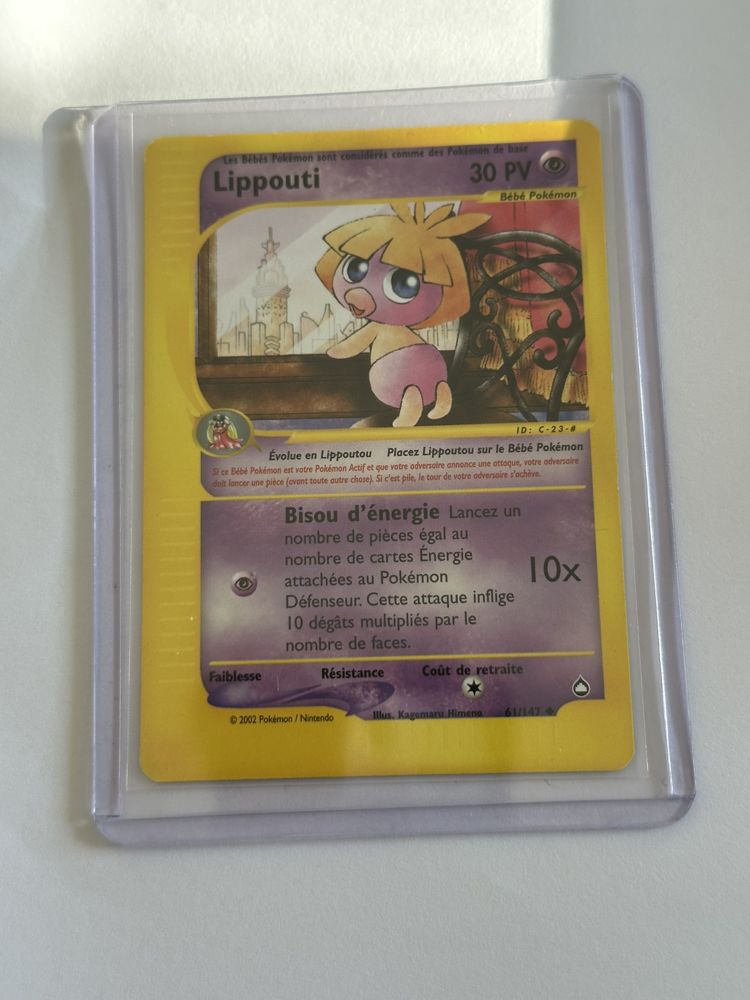 Les Bébés Pokémon sont considérés comme des Pokémon de base
Lippouti
30 PV
Bébé Pokémon
ID: C-23-#
Évolue en Lippoutou Placez Lippoutou sur le Bébé Pokémon
Si ce Bébé Pokémon est votre Pokémon Actif et que votre adversaire annonce une attaque, votre adversaire
doit lancer une pièce (avant toute autre chose). Si c'est pile, le tour de votre adversaire s'achève.
Bisou d'énergie Lancez un
nombre de pièces égal au
nombre de cartes Énergie
attachées au Pokémon
Défenseur. Cette attaque inflige
10 dégâts multipliés par le
nombre de faces.
10x
Faiblesse Résistance Coût de retraite
© 2002 Pokémon / Nintendo
Illus. Kagemaru Himeno
61/147